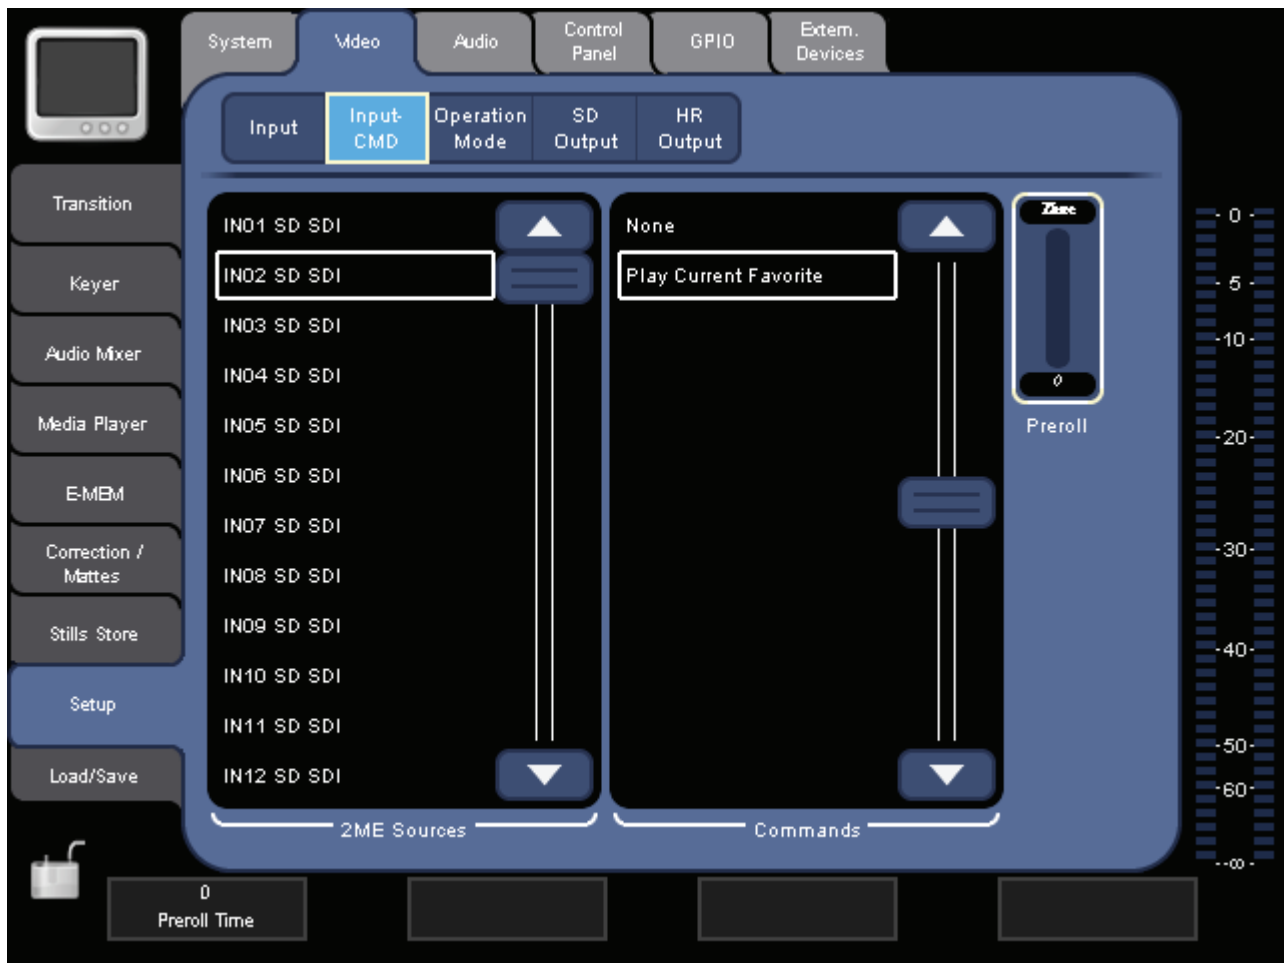 System
Video
Audio
Control
Panel
GPIO
Extern.
Devices
Input
Input-
CMD
Operation
Mode
SD
Output
HR
Output
Transition
Keyer
Audio Mixer
Media Player
E-MEM
Correction /
Mattes
Stills Store
Setup
Load/Save
IN01 SD SDI
IN02 SD SDI
IN03 SD SDI
IN04 SD SDI
IN05 SD SDI
IN06 SD SDI
IN07 SD SDI
IN08 SD SDI
IN09 SD SDI
IN10 SD SDI
IN11 SD SDI
IN12 SD SDI
2ME Sources
None
Play Current Favorite
Commands
Time
0
Preroll
- 0 -
- 5 -
-10-
-20-
-30-
-40-
-50-
-60-
--∞-
0
Preroll Time